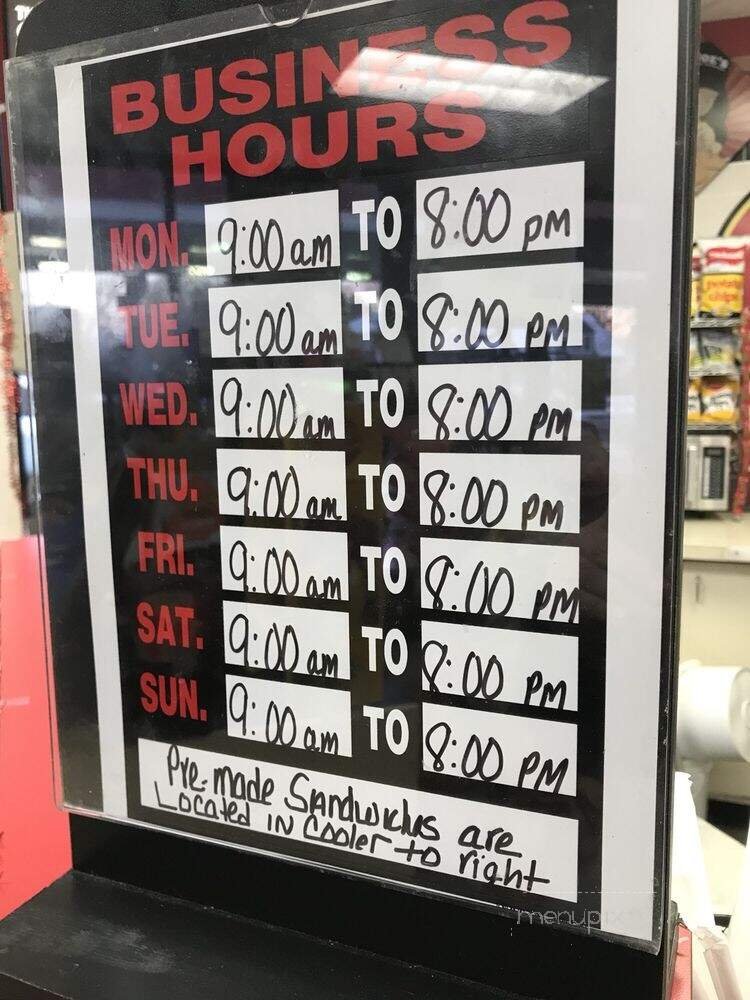 BUSINESS
HOURS
MON. 9:00 am TO 8:00 PM
TUE. 9:00 am TO 8:00 PM
WED. 9:00 am TO 8:00 PM
THU. 9:00 am TO 8:00 PM
FRI. 9:00 am TO 8:00 PM
SAT. 9:00 am TO 8:00 PM
SUN. 9:00 am TO 8:00 PM
Pre-made Sandwichs are
Located in Cooler to right